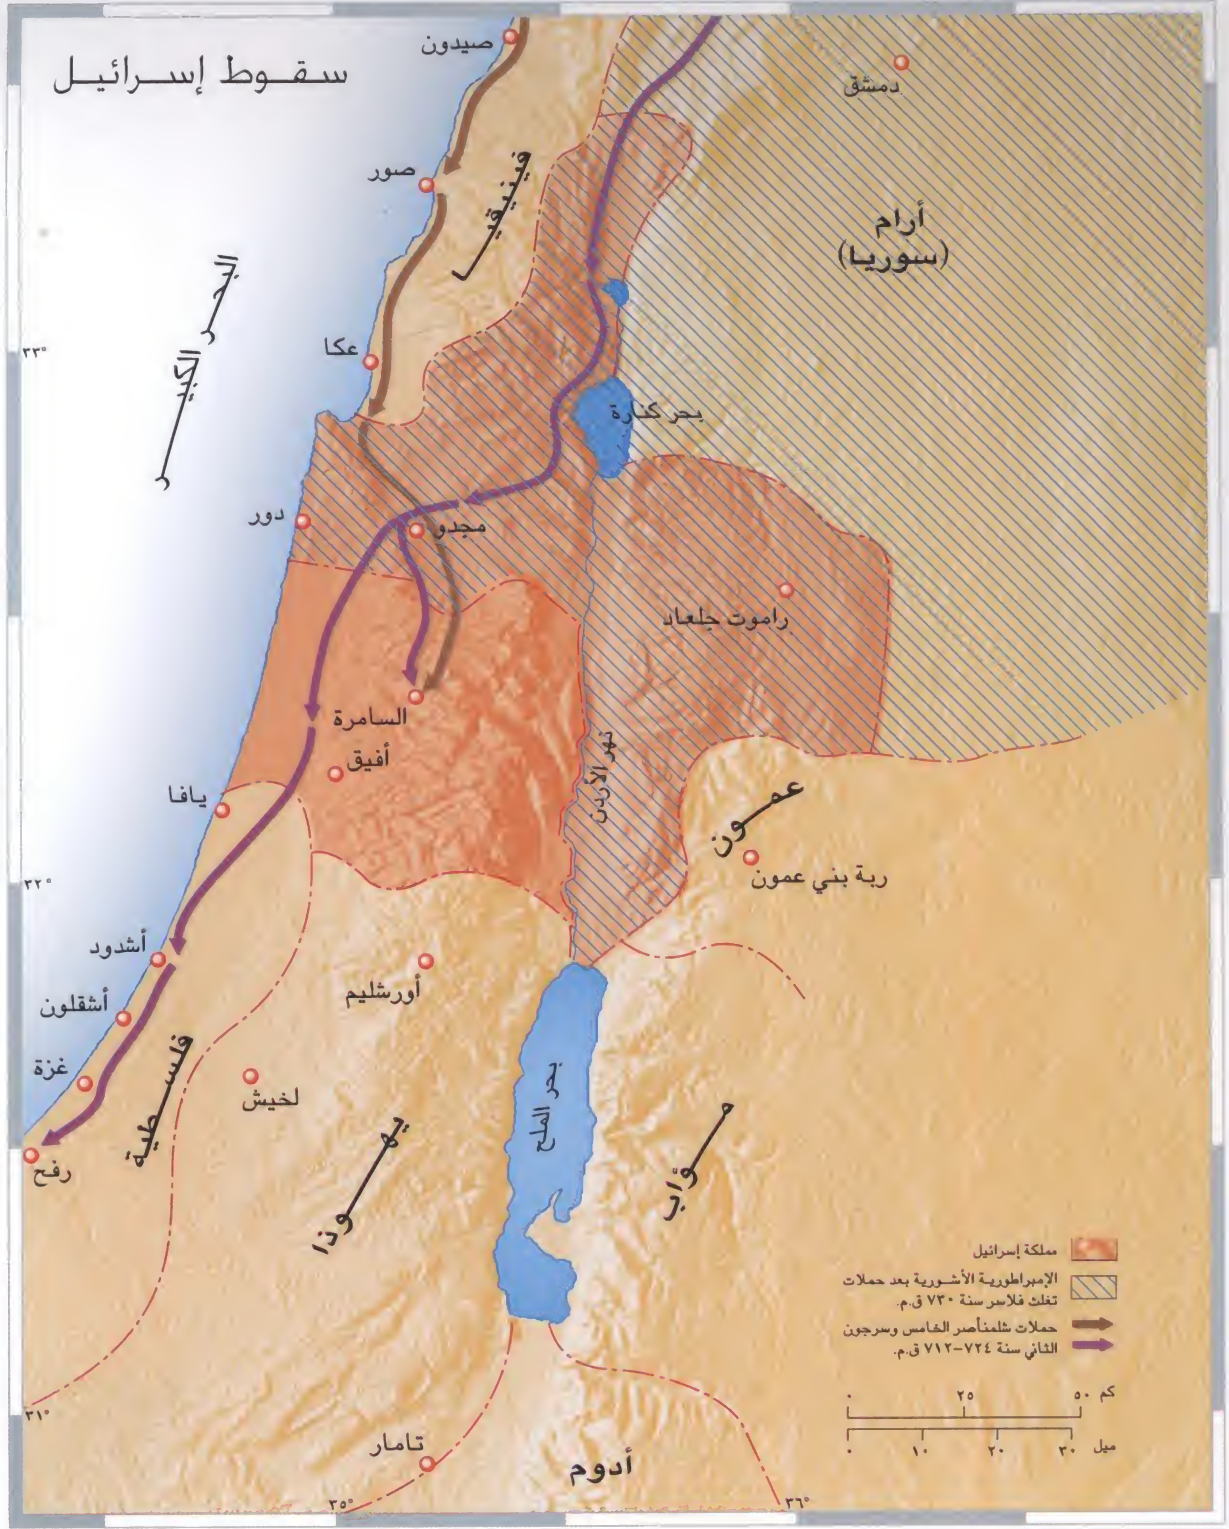 سقوط إسرائيل
صيدون
دمشق
صور
فينيقيا
أرام
(سوريا)
البحر الكبير
٣٣°
عكا
بحر كنارة
دور
مجدو
راموت جلعاد
السامرة
أفيق
نهر الأردن
يافا
عمون
ربة بني عمون
٣٢°
أشدود
أورشليم
أشقلون
غزة
فلسطية
لخيش
بحر الملح
رفح
يهوذا
مؤاب
مملكة إسرائيل
الإمبراطورية الأشورية بعد حملات
تغلث فلاسر سنة ٧٣٠ ق.م.
حملات شلمنأصر الخامس وسرجون
الثاني سنة ٧٢٤–٧١٢ ق.م.
٠ ٢٥ ٥٠ كم
٠ ١٠ ٢٠ ٣٠ ميل
٣١°
تامار
أدوم
٣٥°
٣٦°